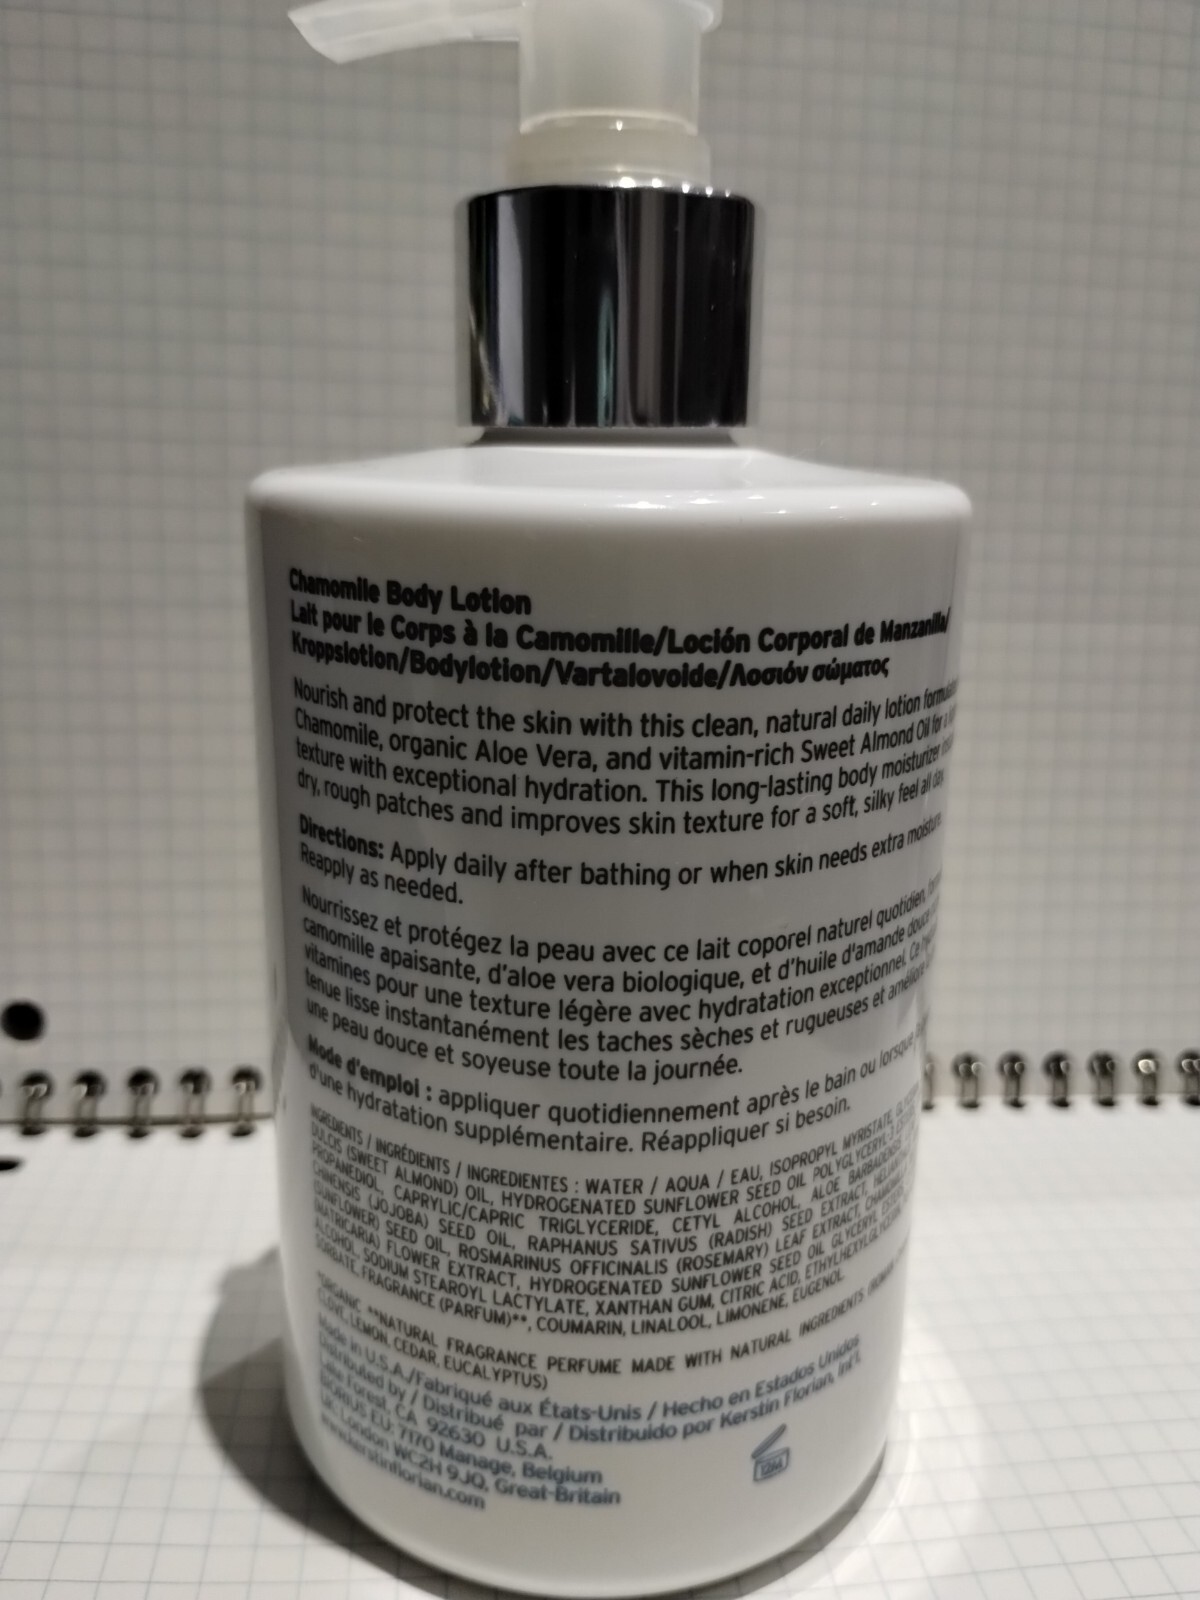 Chamomile Body Lotion
Lait pour le Corps à la Camomille/Loción Corporal de Manzanilla/
Kroppslotion/Bodylotion/Vartalovoide/Λοσιόν σώματος
Nourish and protect the skin with this clean, natural daily lotion
Chamomile, organic Aloe Vera, and vitamin-rich Sweet Almond Oil for a
texture with exceptional hydration. This long-lasting body moisturizer
dry, rough patches and improves skin texture for a soft, silky feel all day.
Directions: Apply daily after bathing or when skin needs extra moisture.
Reapply as needed.
Nourrissez et protégez la peau avec ce lait coporel naturel quotidien,
camomille apaisante, d'aloe vera biologique, et d'huile d'amande douce
vitamines pour une texture légère avec hydratation exceptionnel. Ce
tenue lisse instantanément les taches sèches et rugueuses et
une peau douce et soyeuse toute la journée.
Mode d'emploi : appliquer quotidiennement après le bain ou lorsque
d'une hydratation supplémentaire. Réappliquer si besoin.
INGREDIENTS / INGRÉDIENTS / INGREDIENTES : WATER / AQUA / EAU, ISOPROPYL MYRISTATE,
DULCIS (SWEET ALMOND) OIL, HYDROGENATED SUNFLOWER SEED OIL POLYGLYCERYL-3
PROPANEDIOL, CAPRYLIC/CAPRIC TRIGLYCERIDE, CETYL ALCOHOL, ALOE BARBADENSIS
CHINENSIS (JOJOBA) SEED OIL, RAPHANUS SATIVUS (RADISH) SEED EXTRACT,
(SUNFLOWER) SEED OIL, ROSMARINUS OFFICINALIS (ROSEMARY) LEAF EXTRACT,
(MATRICARIA) FLOWER EXTRACT, HYDROGENATED SUNFLOWER SEED OIL GLYCERYL
ALCOHOL, SODIUM STEAROYL LACTYLATE, XANTHAN GUM, CITRIC ACID,
SORBATE, FRAGRANCE (PARFUM)**, COUMARIN, LINALOOL, LIMONENE, EUGENOL.
*ORGANIC **NATURAL FRAGRANCE PERFUME MADE WITH NATURAL INGREDIENTS
CLOVE, LEMON, CEDAR, EUCALYPTUS)
Made in U.S.A./Fabriqué aux États-Unis / Hecho en Estados Unidos
Distributed by / Distribué par / Distribuido por Kerstin Florian, Int'l.
Lake Forest, CA 92630 U.S.A.
BIORIUS EU: 7170 Manage, Belgium
UK: London WC2H 9JQ, Great-Britain
www.kerstinflorian.com